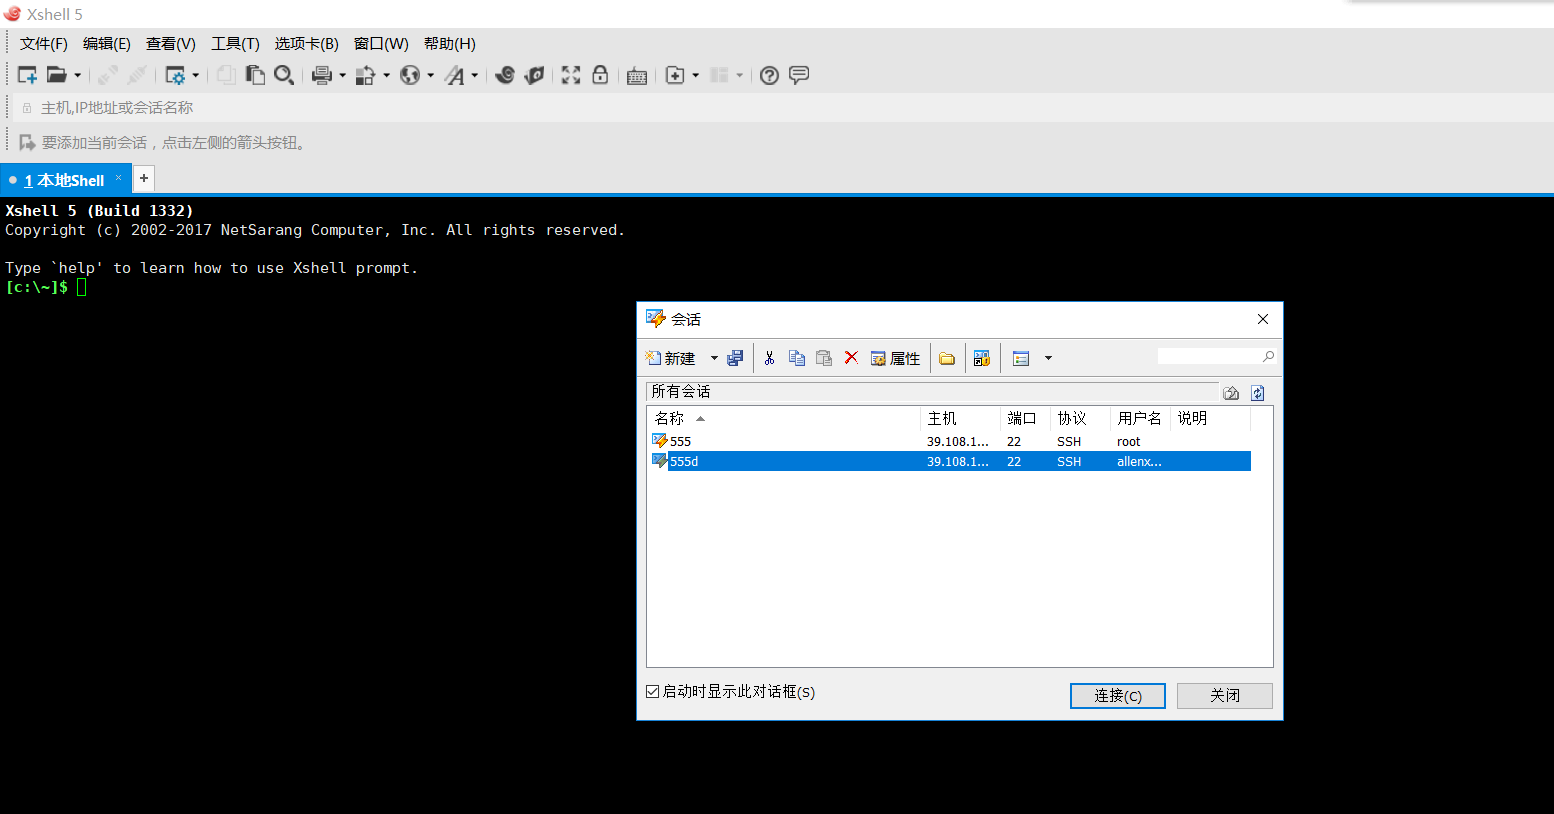 Xshell 5
文件(F) 编辑(E) 查看(V) 工具(T) 选项卡(B) 窗口(W) 帮助(H)
主机,IP地址或会话名称
要添加当前会话，点击左侧的箭头按钮。
1 本地Shell × +
Xshell 5 (Build 1332)
Copyright (c) 2002-2017 NetSarang Computer, Inc. All rights reserved.
Type `help' to learn how to use Xshell prompt.
[c:\~]$
会话
新建 属性
所有会话
名称 主机 端口 协议 用户名 说明
555 39.108.1... 22 SSH root
555d 39.108.1... 22 SSH allenx...
启动时显示此对话框(S) 连接(C) 关闭